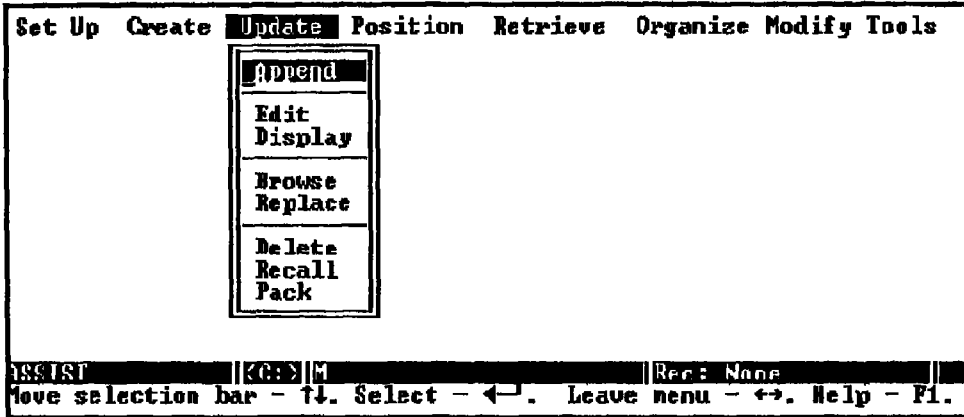 Set Up Create Update Position Retrieve Organize Modify Tools
Append
Edit
Display
Browse
Replace
Delete
Recall
Pack
ASSIST <C:> M Rec: None
Move selection bar - ↑↓. Select - ←┘. Leave menu - ↔. Help - F1.